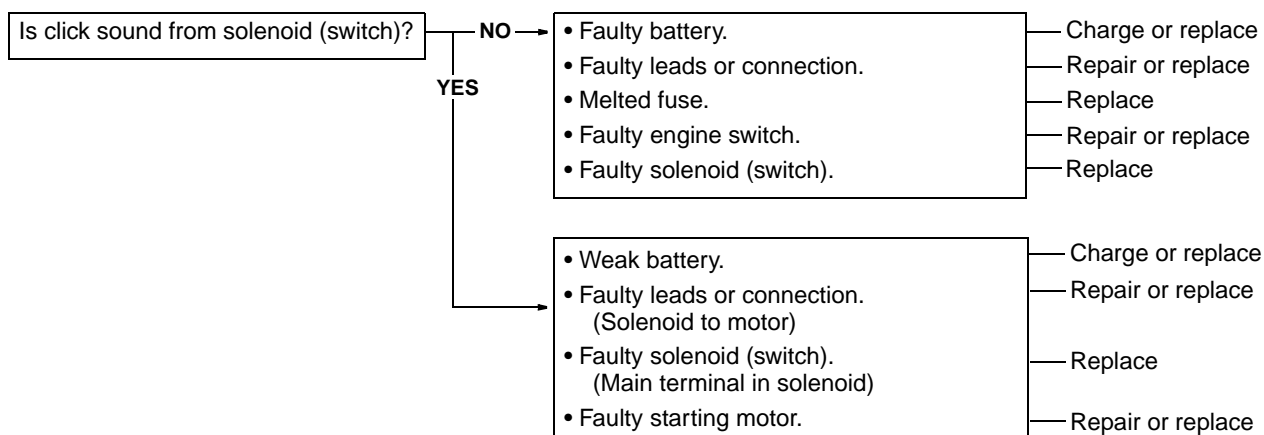 Is click sound from solenoid (switch)?
NO
• Faulty battery.
Charge or replace
• Faulty leads or connection.
Repair or replace
• Melted fuse.
Replace
• Faulty engine switch.
Repair or replace
• Faulty solenoid (switch).
Replace
YES
• Weak battery.
Charge or replace
• Faulty leads or connection.
(Solenoid to motor)
Repair or replace
• Faulty solenoid (switch).
(Main terminal in solenoid)
Replace
• Faulty starting motor.
Repair or replace